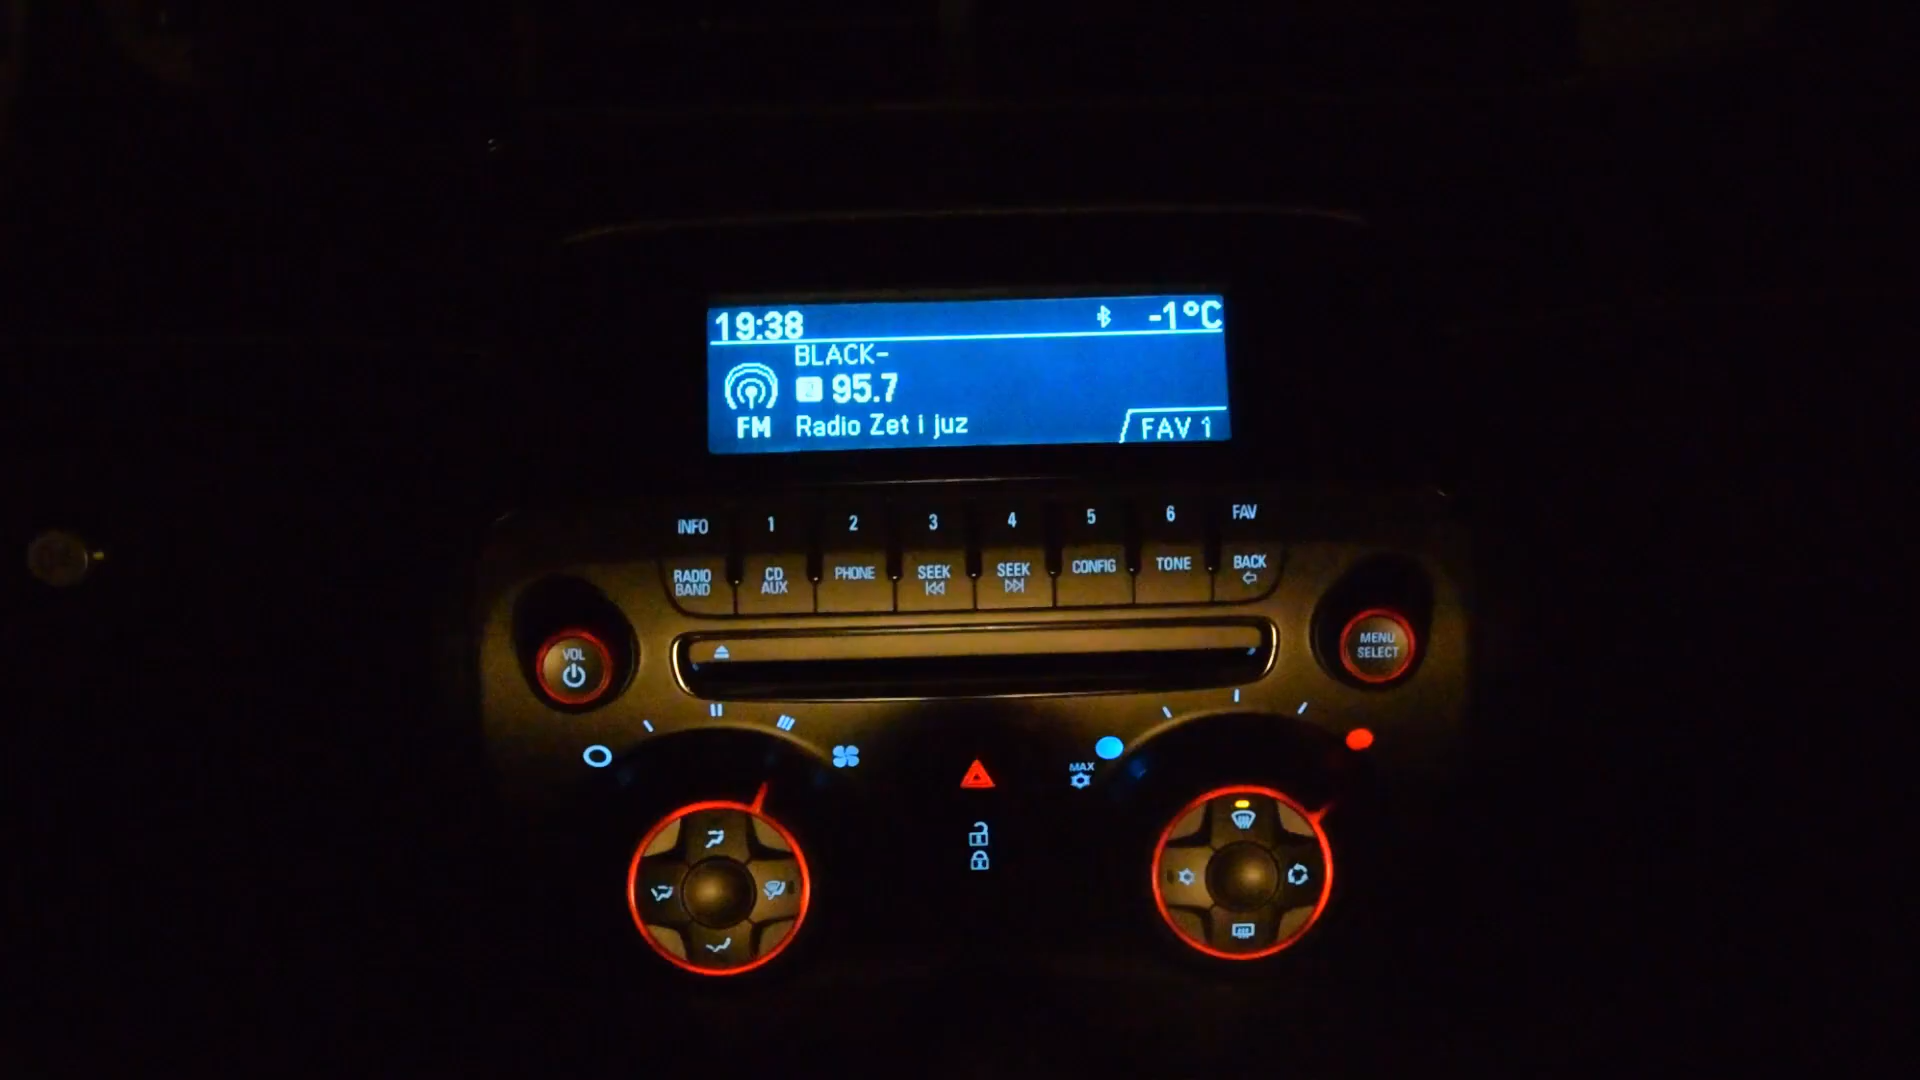 19:38 -1°C
BLACK-
95.7
FM Radio Zet i juz FAV 1
INFO 1 2 3 4 5 6 FAV
RADIO BAND CD AUX PHONE SEEK SEEK CONFIG TONE BACK
VOL
MENU
SELECT
MAX